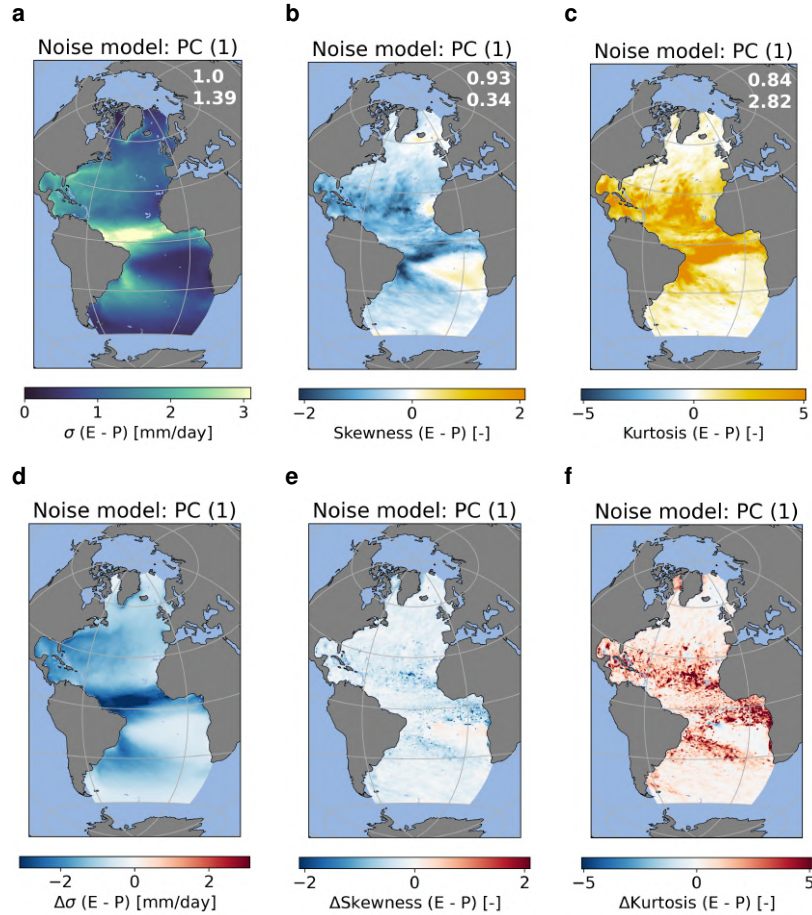 a
Noise model: PC (1)
1.0
1.39
0 1 2 3
σ (E - P) [mm/day]
b
Noise model: PC (1)
0.93
0.34
−2 0 2
Skewness (E - P) [-]
c
Noise model: PC (1)
0.84
2.82
−5 0 5
Kurtosis (E - P) [-]
d
Noise model: PC (1)
−2 0 2
Δσ (E - P) [mm/day]
e
Noise model: PC (1)
−2 0 2
ΔSkewness (E - P) [-]
f
Noise model: PC (1)
−5 0 5
ΔKurtosis (E - P) [-]